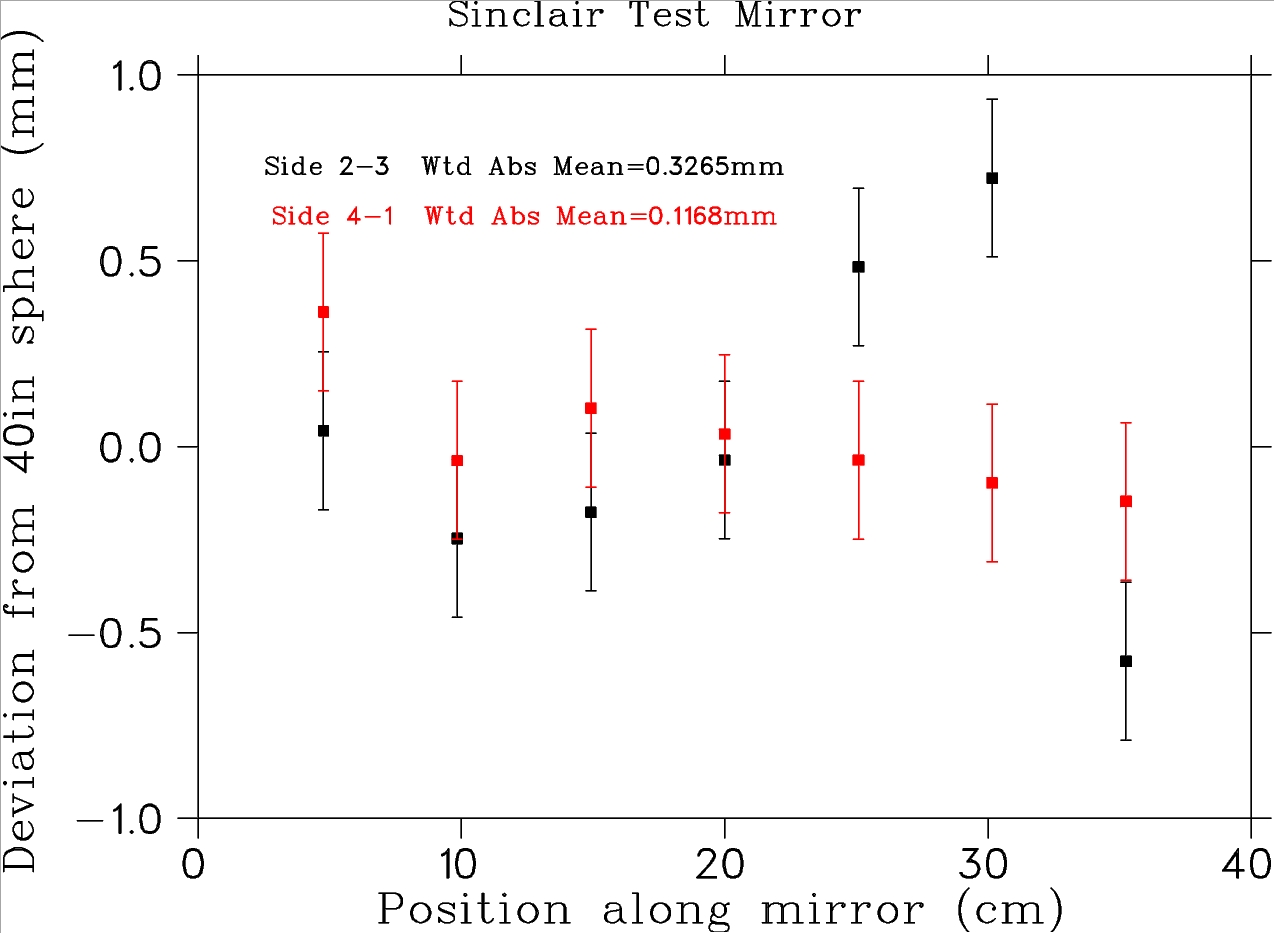 Sinclair Test Mirror
Deviation from 40in sphere (mm)
1.0
0.5
0.0
−0.5
−1.0
Side 2−3 Wtd Abs Mean=0.3265mm
Side 4−1 Wtd Abs Mean=0.1168mm
0 10 20 30 40
Position along mirror (cm)